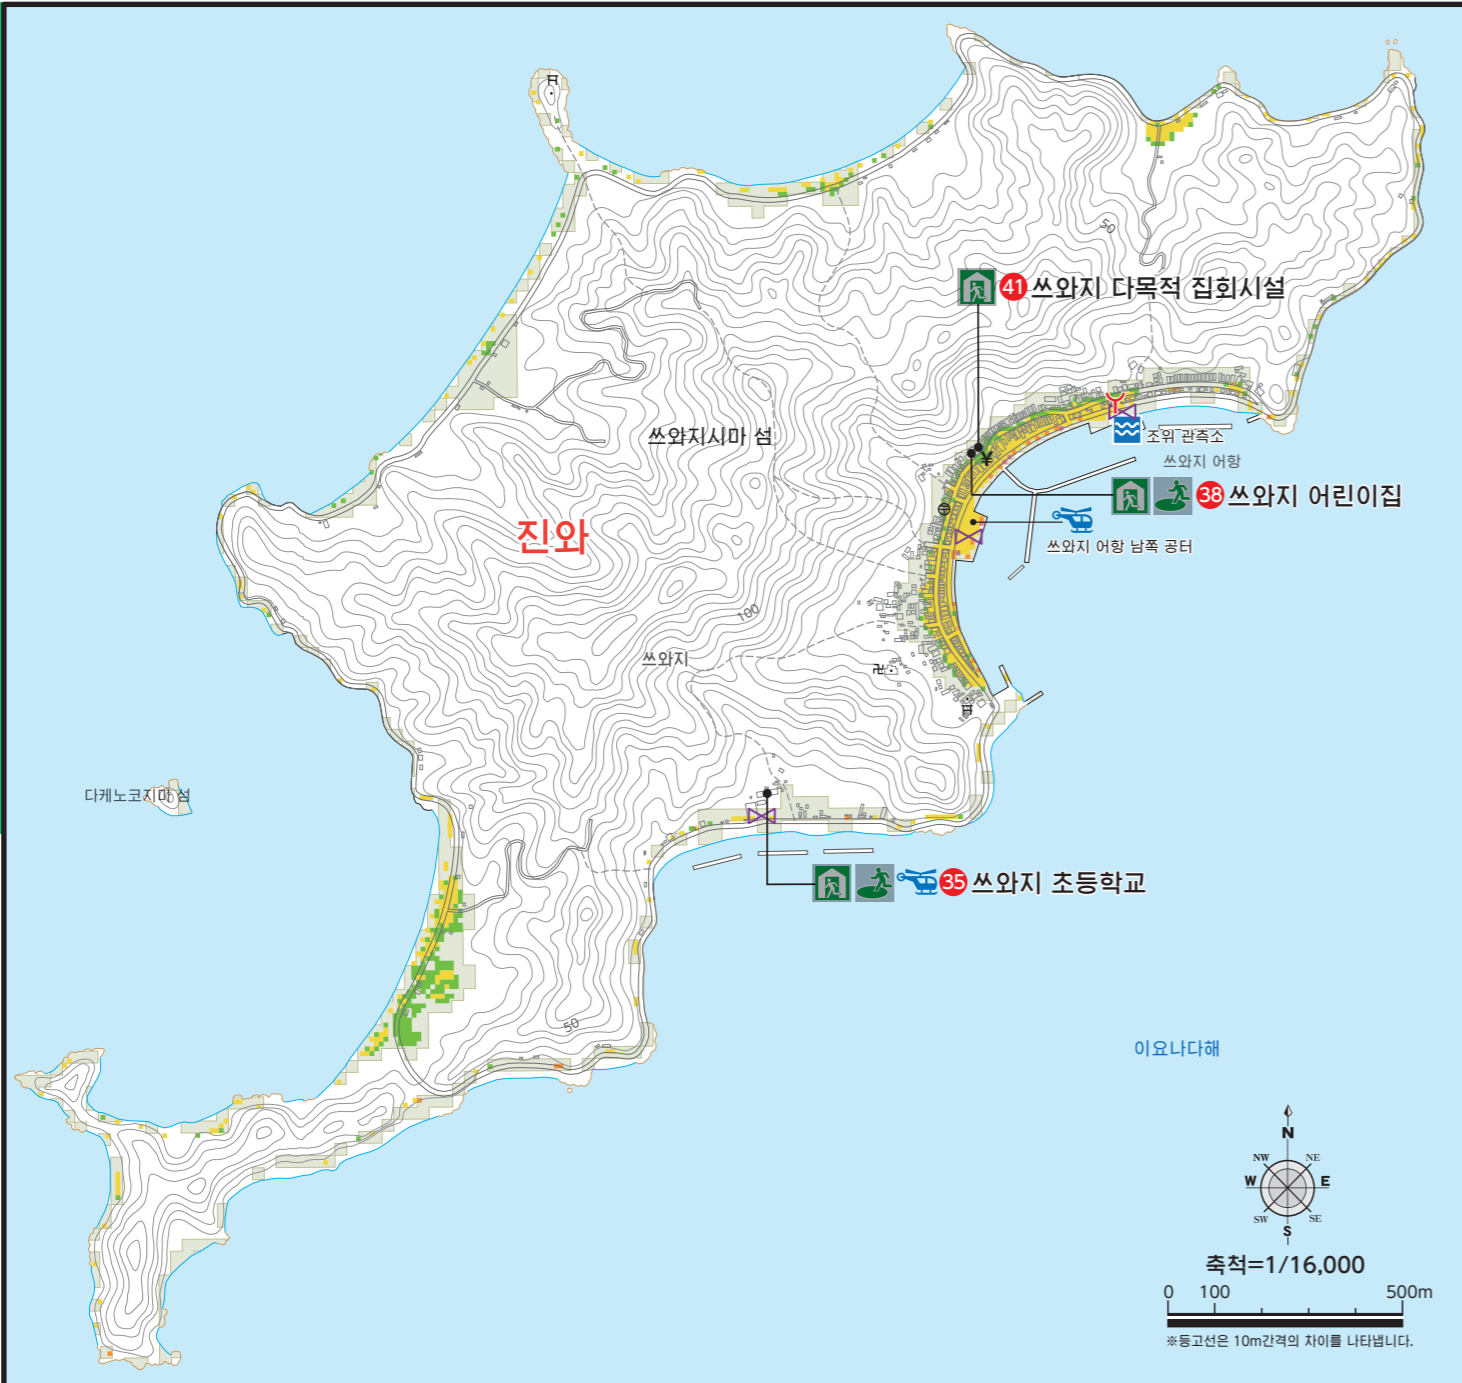 50
41 쓰와지 다목적 집회시설
쓰와지시마 섬
조위 관측소
쓰와지 어항
38 쓰와지 어린이집
진와
쓰와지 어항 남쪽 공터
100
쓰와지
다케노코지마 섬
35 쓰와지 초등학교
50
이요나다해
N
NW NE
W E
SW SE
S
축척=1/16,000
0 100 500m
※등고선은 10m간격의 차이를 나타냅니다.